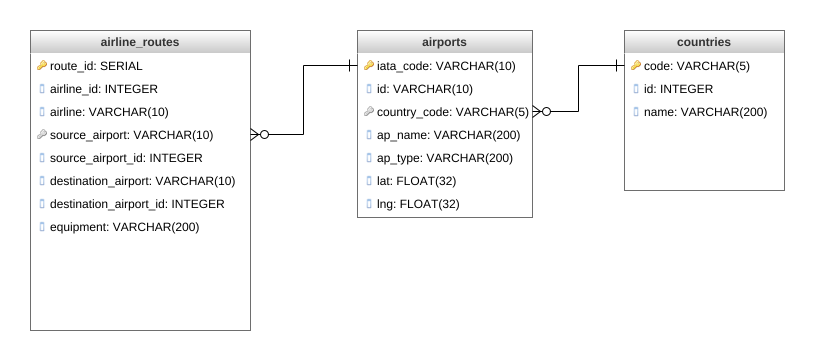 airline_routes
route_id: SERIAL
airline_id: INTEGER
airline: VARCHAR(10)
source_airport: VARCHAR(10)
source_airport_id: INTEGER
destination_airport: VARCHAR(10)
destination_airport_id: INTEGER
equipment: VARCHAR(200)
airports
iata_code: VARCHAR(10)
id: VARCHAR(10)
country_code: VARCHAR(5)
ap_name: VARCHAR(200)
ap_type: VARCHAR(200)
lat: FLOAT(32)
lng: FLOAT(32)
countries
code: VARCHAR(5)
id: INTEGER
name: VARCHAR(200)